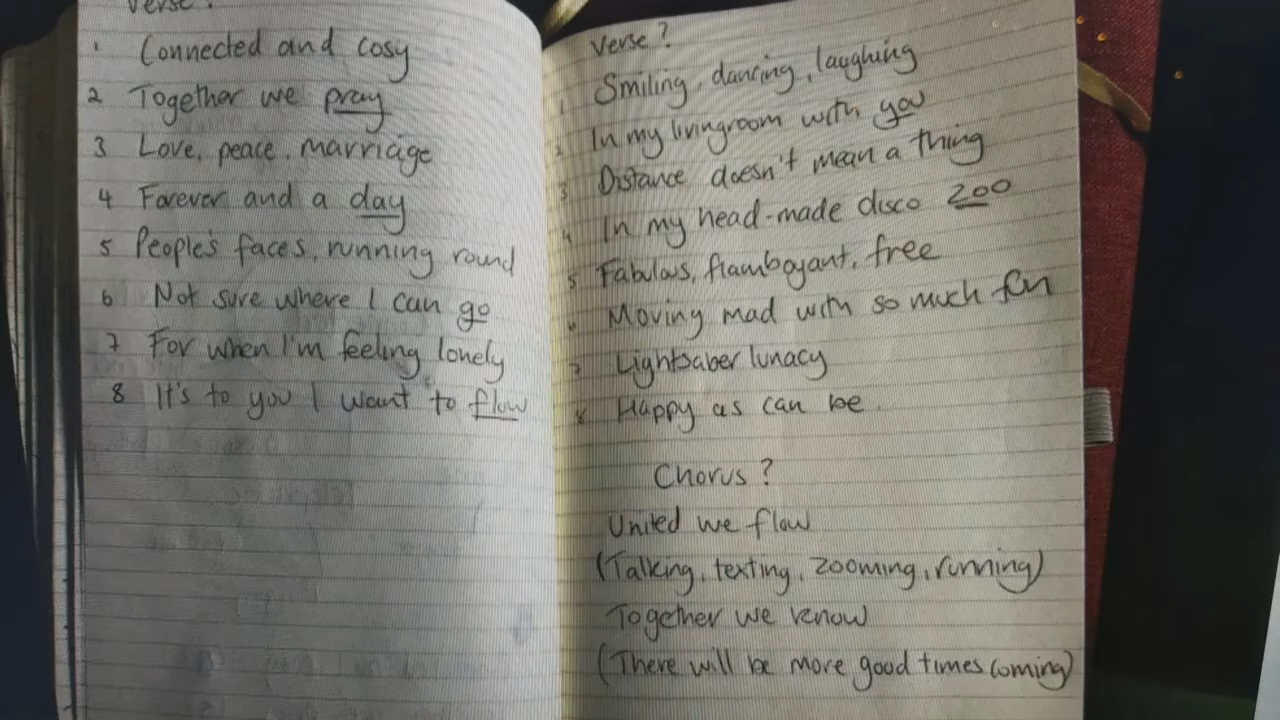 Verse?
1 Connected and cosy
2 Together we pray
3 Love, peace, marriage
4 Forever and a day
5 People's faces, running round
6 Not sure where I can go
7 For when I'm feeling lonely
8 It's to you I want to flow
Verse?
1 Smiling, dancing, laughing
2 In my livingroom with you
3 Distance doesn't mean a thing
4 In my head-made disco zoo
5 Fabulous, flamboyant, free
6 Moving mad with so much fun
7 Lightsaber lunacy
8 Happy as can be.
Chorus?
United we flow
(Talking, texting, zooming, running)
Together we know
(There will be more good times coming)